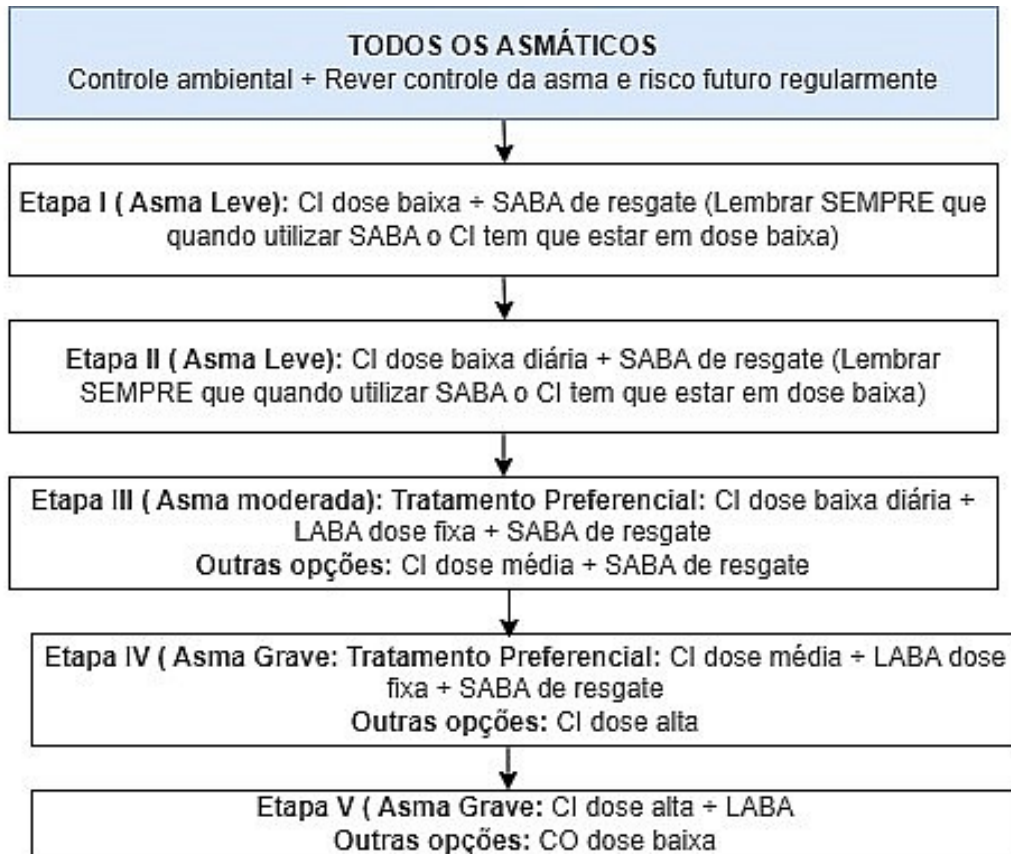 TODOS OS ASMÁTICOS
Controle ambiental + Rever controle da asma e risco futuro regularmente
Etapa I ( Asma Leve): CI dose baixa + SABA de resgate (Lembrar SEMPRE que
quando utilizar SABA o CI tem que estar em dose baixa)
Etapa II ( Asma Leve): CI dose baixa diária + SABA de resgate (Lembrar
SEMPRE que quando utilizar SABA o CI tem que estar em dose baixa)
Etapa III ( Asma moderada): Tratamento Preferencial: CI dose baixa diária +
LABA dose fixa + SABA de resgate
Outras opções: CI dose média + SABA de resgate
Etapa IV ( Asma Grave: Tratamento Preferencial: CI dose média + LABA dose
fixa + SABA de resgate
Outras opções: CI dose alta
Etapa V ( Asma Grave: CI dose alta + LABA
Outras opções: CO dose baixa